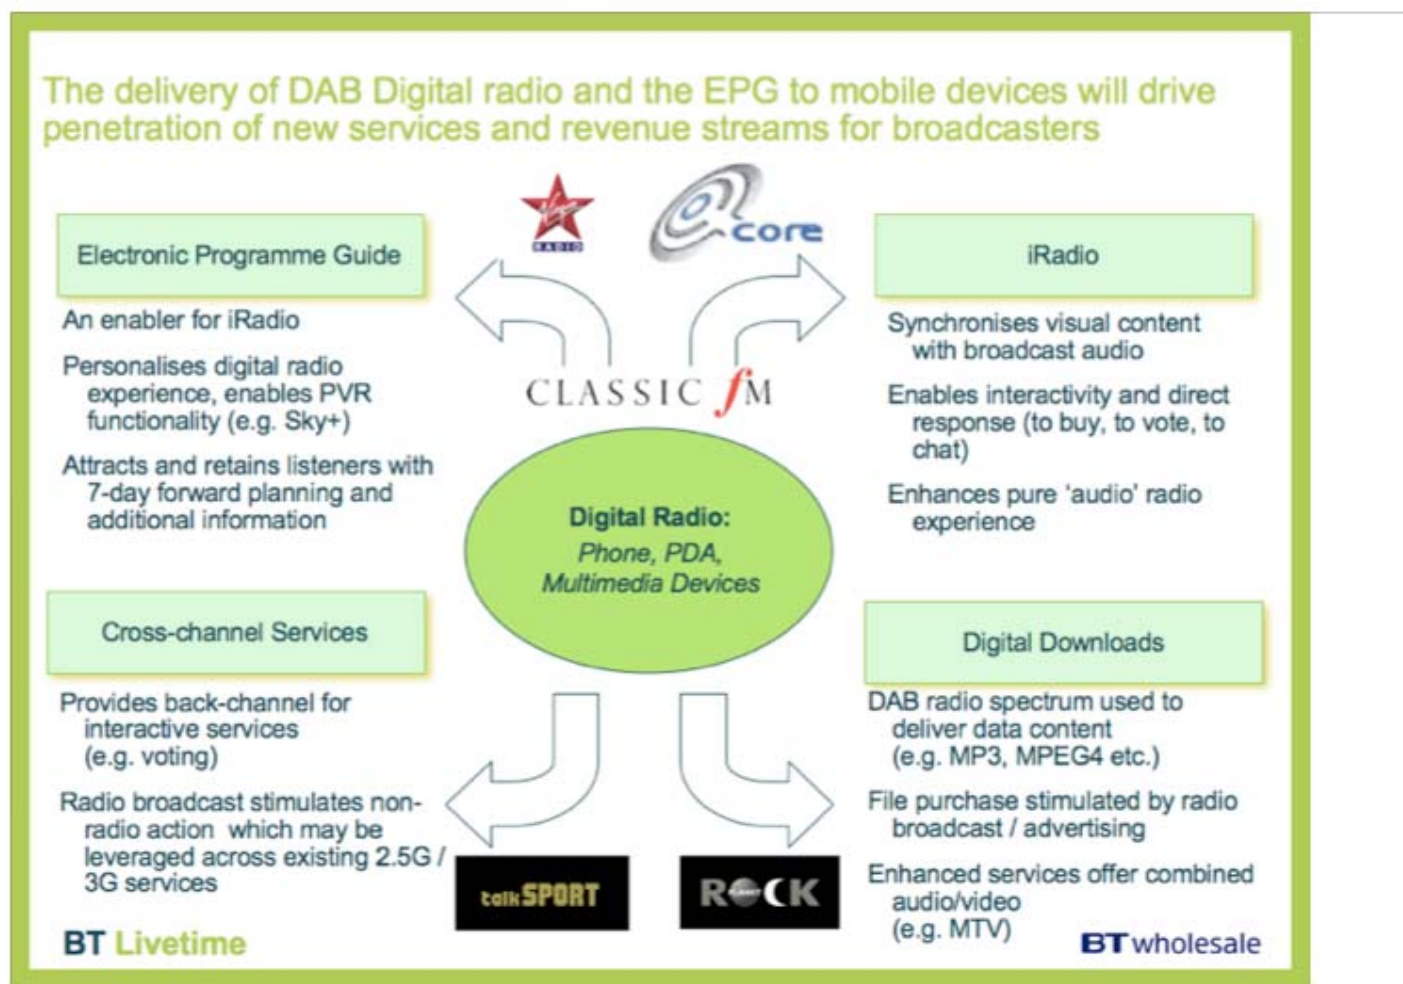 The delivery of DAB Digital radio and the EPG to mobile devices will drive
penetration of new services and revenue streams for broadcasters
Virgin
RADIO
core
Electronic Programme Guide
An enabler for iRadio
Personalises digital radio
experience, enables PVR
functionality (e.g. Sky+)
Attracts and retains listeners with
7-day forward planning and
additional information
CLASSIC fM
iRadio
Synchronises visual content
with broadcast audio
Enables interactivity and direct
response (to buy, to vote, to
chat)
Enhances pure ‘audio’ radio
experience
Digital Radio:
Phone, PDA,
Multimedia Devices
Cross-channel Services
Provides back-channel for
interactive services
(e.g. voting)
Radio broadcast stimulates non-
radio action which may be
leveraged across existing 2.5G /
3G services
Digital Downloads
DAB radio spectrum used to
deliver data content
(e.g. MP3, MPEG4 etc.)
File purchase stimulated by radio
broadcast / advertising
Enhanced services offer combined
audio/video
(e.g. MTV)
talkSPORT
PLANET
ROCK
BT Livetime
BT wholesale